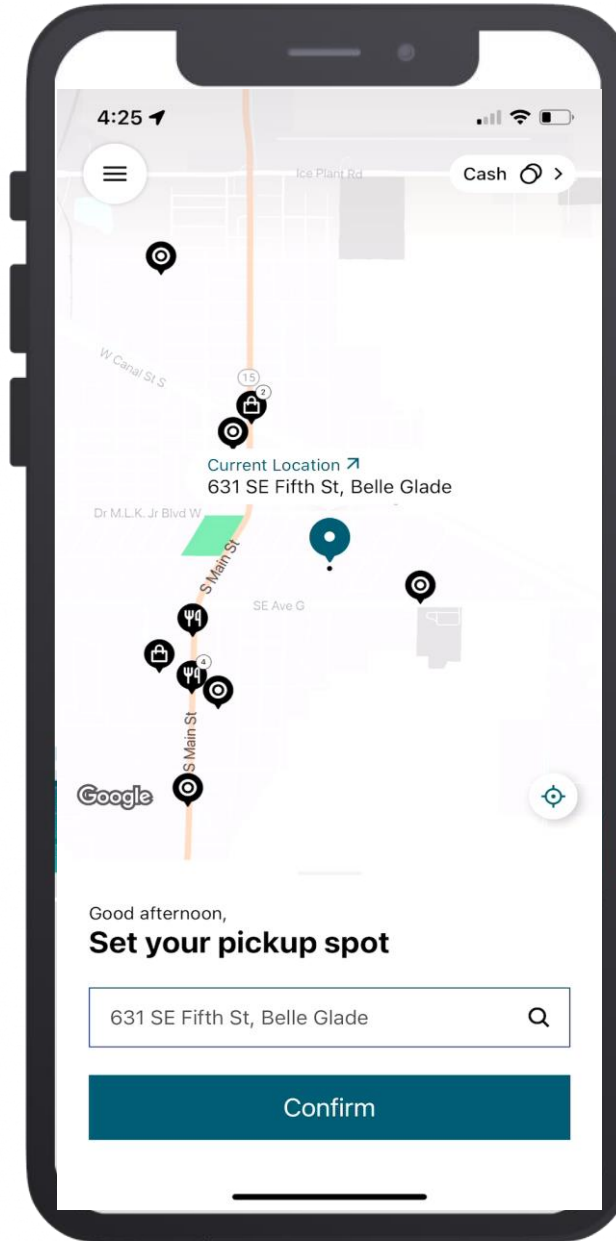 4:25
Ice Plant Rd
Cash
W Canal St S
15
2
Current Location
631 SE Fifth St, Belle Glade
Dr M.L.K. Jr Blvd W
S Main St
SE Ave G
4
S Main St
Google
Good afternoon,
Set your pickup spot
631 SE Fifth St, Belle Glade
Confirm